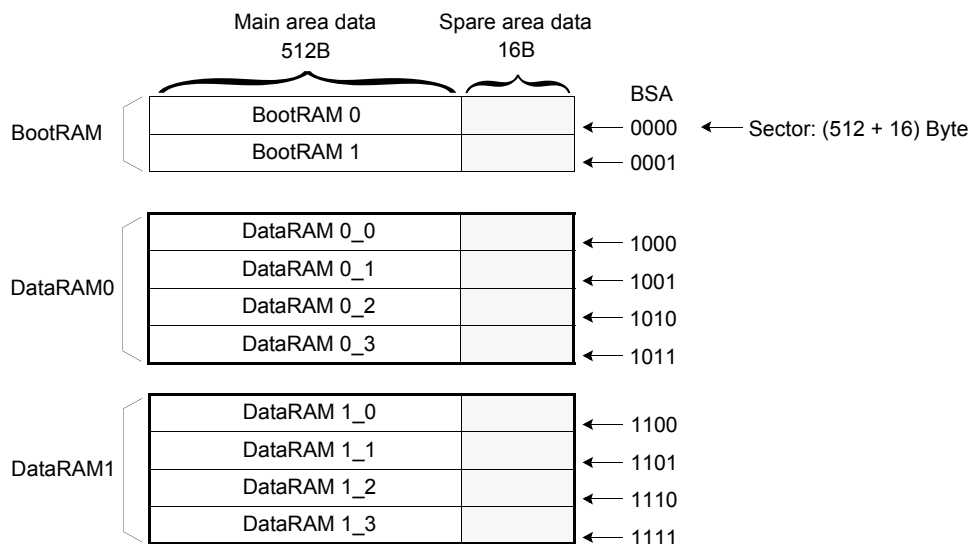 Main area data Spare area data
512B 16B
BSA
BootRAM
BootRAM 0
0000 Sector: (512 + 16) Byte
BootRAM 1
0001
DataRAM0
DataRAM 0_0
1000
DataRAM 0_1
1001
DataRAM 0_2
1010
DataRAM 0_3
1011
DataRAM1
DataRAM 1_0
1100
DataRAM 1_1
1101
DataRAM 1_2
1110
DataRAM 1_3
1111